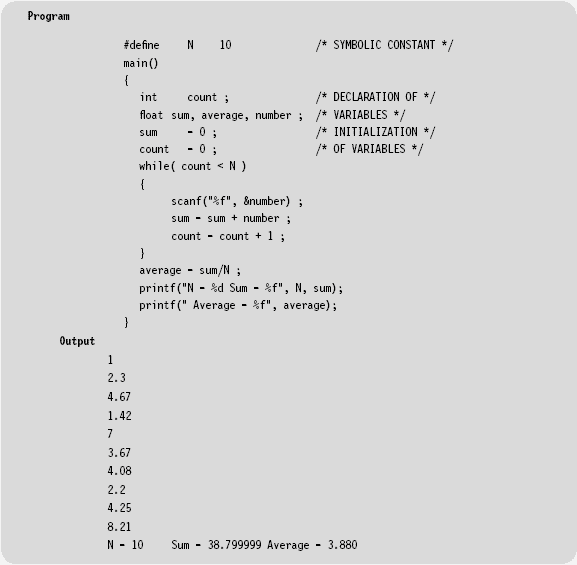 Program
#define N 10 /* SYMBOLIC CONSTANT */
main()
{
int count ; /* DECLARATION OF */
float sum, average, number ; /* VARIABLES */
sum = 0 ; /* INITIALIZATION */
count = 0 ; /* OF VARIABLES */
while( count < N )
{
scanf("%f", &number) ;
sum = sum + number ;
count = count + 1 ;
}
average = sum/N ;
printf("N = %d Sum = %f", N, sum);
printf(" Average = %f", average);
}
Output
1
2.3
4.67
1.42
7
3.67
4.08
2.2
4.25
8.21
N = 10 Sum = 38.799999 Average = 3.880